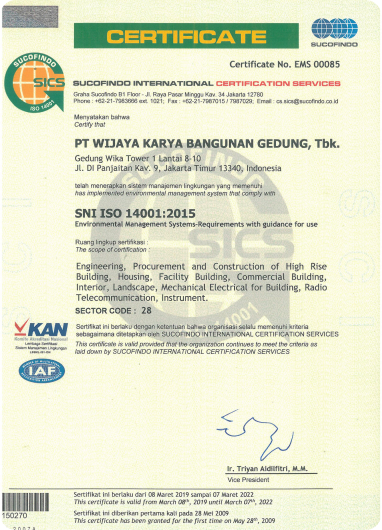 CERTIFICATE
SUCOFINDO
Certificate No. EMS 00085
SUCOFINDO
SICS
ISO 14001
SUCOFINDO INTERNATIONAL CERTIFICATION SERVICES
Graha Sucofindo B1 Floor - Jl. Raya Pasar Minggu Kav. 34 Jakarta 12780
Phone : +62-21-7983666 ext. 1021; Fax : +62-21-7987015 / 7987029; Email : cs.sics@sucofindo.co.id
Menyatakan bahwa
Certify that
PT WIJAYA KARYA BANGUNAN GEDUNG, Tbk.
Gedung Wika Tower 1 Lantai 8-10
Jl. DI Panjaitan Kav. 9, Jakarta Timur 13340, Indonesia
telah menerapkan sistem manajemen lingkungan yang memenuhi
has implemented environmental management system that comply with
SNI ISO 14001:2015
Environmental Management Systems-Requirements with guidance for use
Ruang lingkup sertifikasi :
The scope of certification :
Engineering, Procurement and Construction of High Rise
Building, Housing, Facility Building, Commercial Building,
Interior, Landscape, Mechanical Electrical for Building, Radio
Telecommunication, Instrument.
SECTOR CODE : 28
KAN
Komite Akreditasi Nasional
Lembaga Sertifikasi
Sistem Manajemen Lingkungan
IAF
Sertifikat ini berlaku dengan ketentuan bahwa organisasi selalu memenuhi kriteria
sebagaimana ditetapkan oleh SUCOFINDO INTERNATIONAL CERTIFICATION SERVICES
This certificate is valid provided that the organization continues to meet the criteria as
laid down by SUCOFINDO INTERNATIONAL CERTIFICATION SERVICES
Ir. Triyan Aidilfitri, M.M.
Vice President
Sertifikat ini berlaku dari 08 Maret 2019 sampai 07 Maret 2022
This certificate is valid from March 08th, 2019 until March 07th, 2022
150270
Sertifikat ini diberikan pertama kali pada 28 Mei 2009
This certificate has been granted for the first time on May 28th, 2009